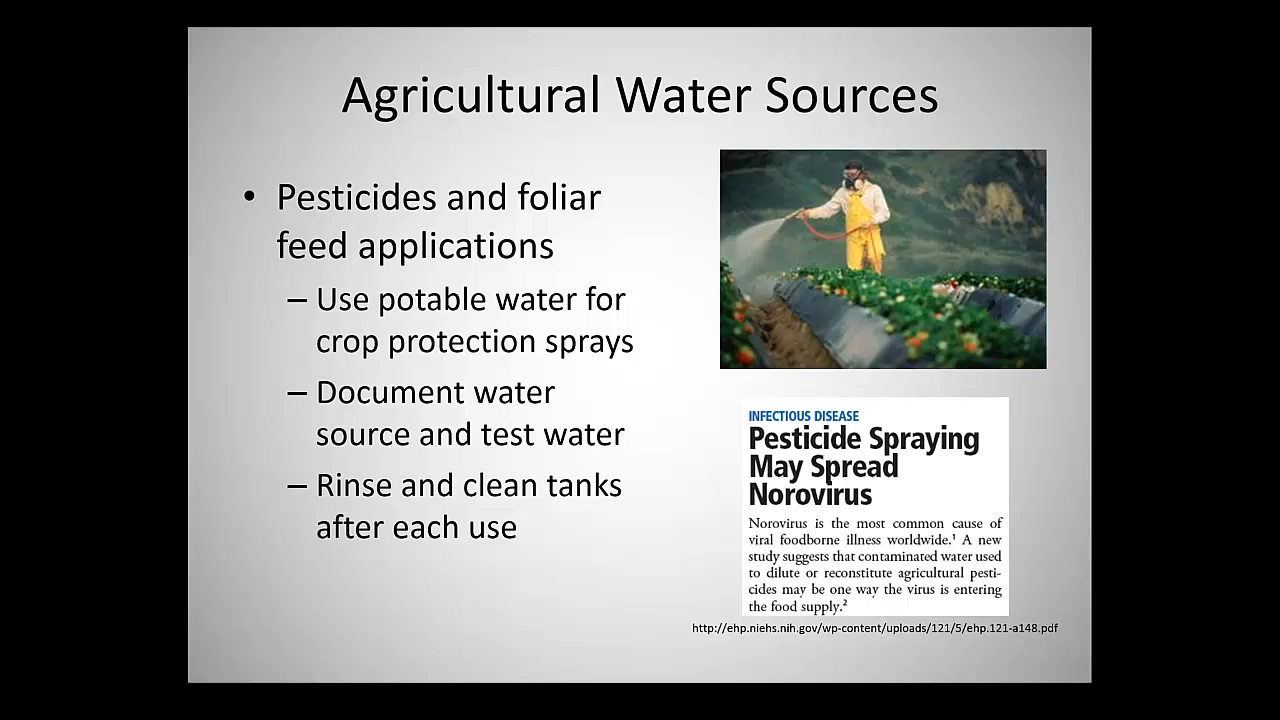 Agricultural Water Sources
• Pesticides and foliar
feed applications
– Use potable water for
crop protection sprays
– Document water
source and test water
– Rinse and clean tanks
after each use
INFECTIOUS DISEASE
Pesticide Spraying
May Spread
Norovirus
Norovirus is the most common cause of
viral foodborne illness worldwide.¹ A new
study suggests that contaminated water used
to dilute or reconstitute agricultural pesti-
cides may be one way the virus is entering
the food supply.²
http://ehp.niehs.nih.gov/wp-content/uploads/121/5/ehp.121-a148.pdf